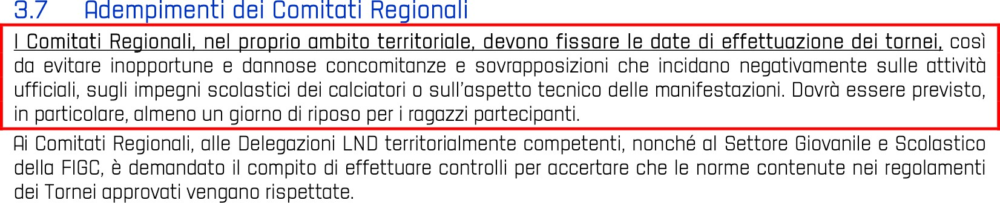 3.7 Adempimenti dei Comitati Regionali
I Comitati Regionali, nel proprio ambito territoriale, devono fissare le date di effettuazione dei tornei, così
da evitare inopportune e dannose concomitanze e sovrapposizioni che incidano negativamente sulle attività
ufficiali, sugli impegni scolastici dei calciatori o sull'aspetto tecnico delle manifestazioni. Dovrà essere previsto,
in particolare, almeno un giorno di riposo per i ragazzi partecipanti.
Ai Comitati Regionali, alle Delegazioni LND territorialmente competenti, nonché al Settore Giovanile e Scolastico
della FIGC, è demandato il compito di effettuare controlli per accertare che le norme contenute nei regolamenti
dei Tornei approvati vengano rispettate.